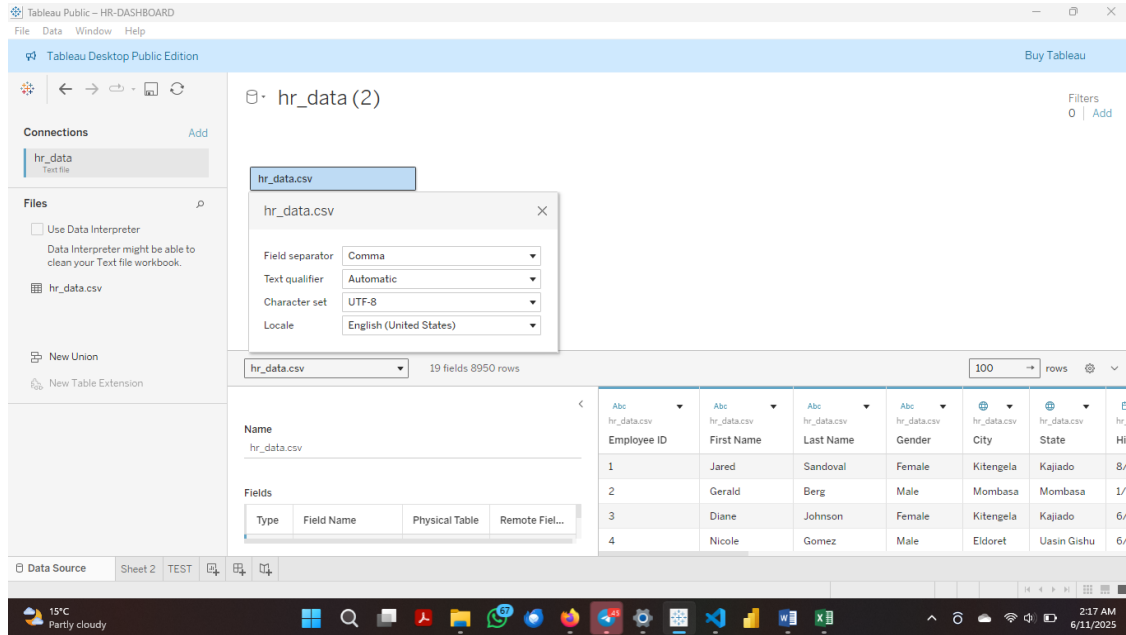 Tableau Public – HR-DASHBOARD
File Data Window Help
Tableau Desktop Public Edition
Buy Tableau
hr_data (2)
Filters
0 Add
Connections Add
hr_data
Text file
Files
Use Data Interpreter
Data Interpreter might be able to
clean your Text file workbook.
hr_data.csv
New Union
New Table Extension
hr_data.csv
hr_data.csv
Field separator Comma
Text qualifier Automatic
Character set UTF-8
Locale English (United States)
hr_data.csv 19 fields 8950 rows 100 → rows
Name
hr_data.csv
Fields
Type Field Name Physical Table Remote Fiel...
Abc Abc Abc Abc
hr_data.csv hr_data.csv hr_data.csv hr_data.csv hr_data.csv hr_data.csv hr_
Employee ID First Name Last Name Gender City State Hi
1 Jared Sandoval Female Kitengela Kajiado 8/
2 Gerald Berg Male Mombasa Mombasa 1/
3 Diane Johnson Female Kitengela Kajiado 6/
4 Nicole Gomez Male Eldoret Uasin Gishu 6/
Data Source Sheet 2 TEST
15°C
Partly cloudy
67
2:17 AM
6/11/2025